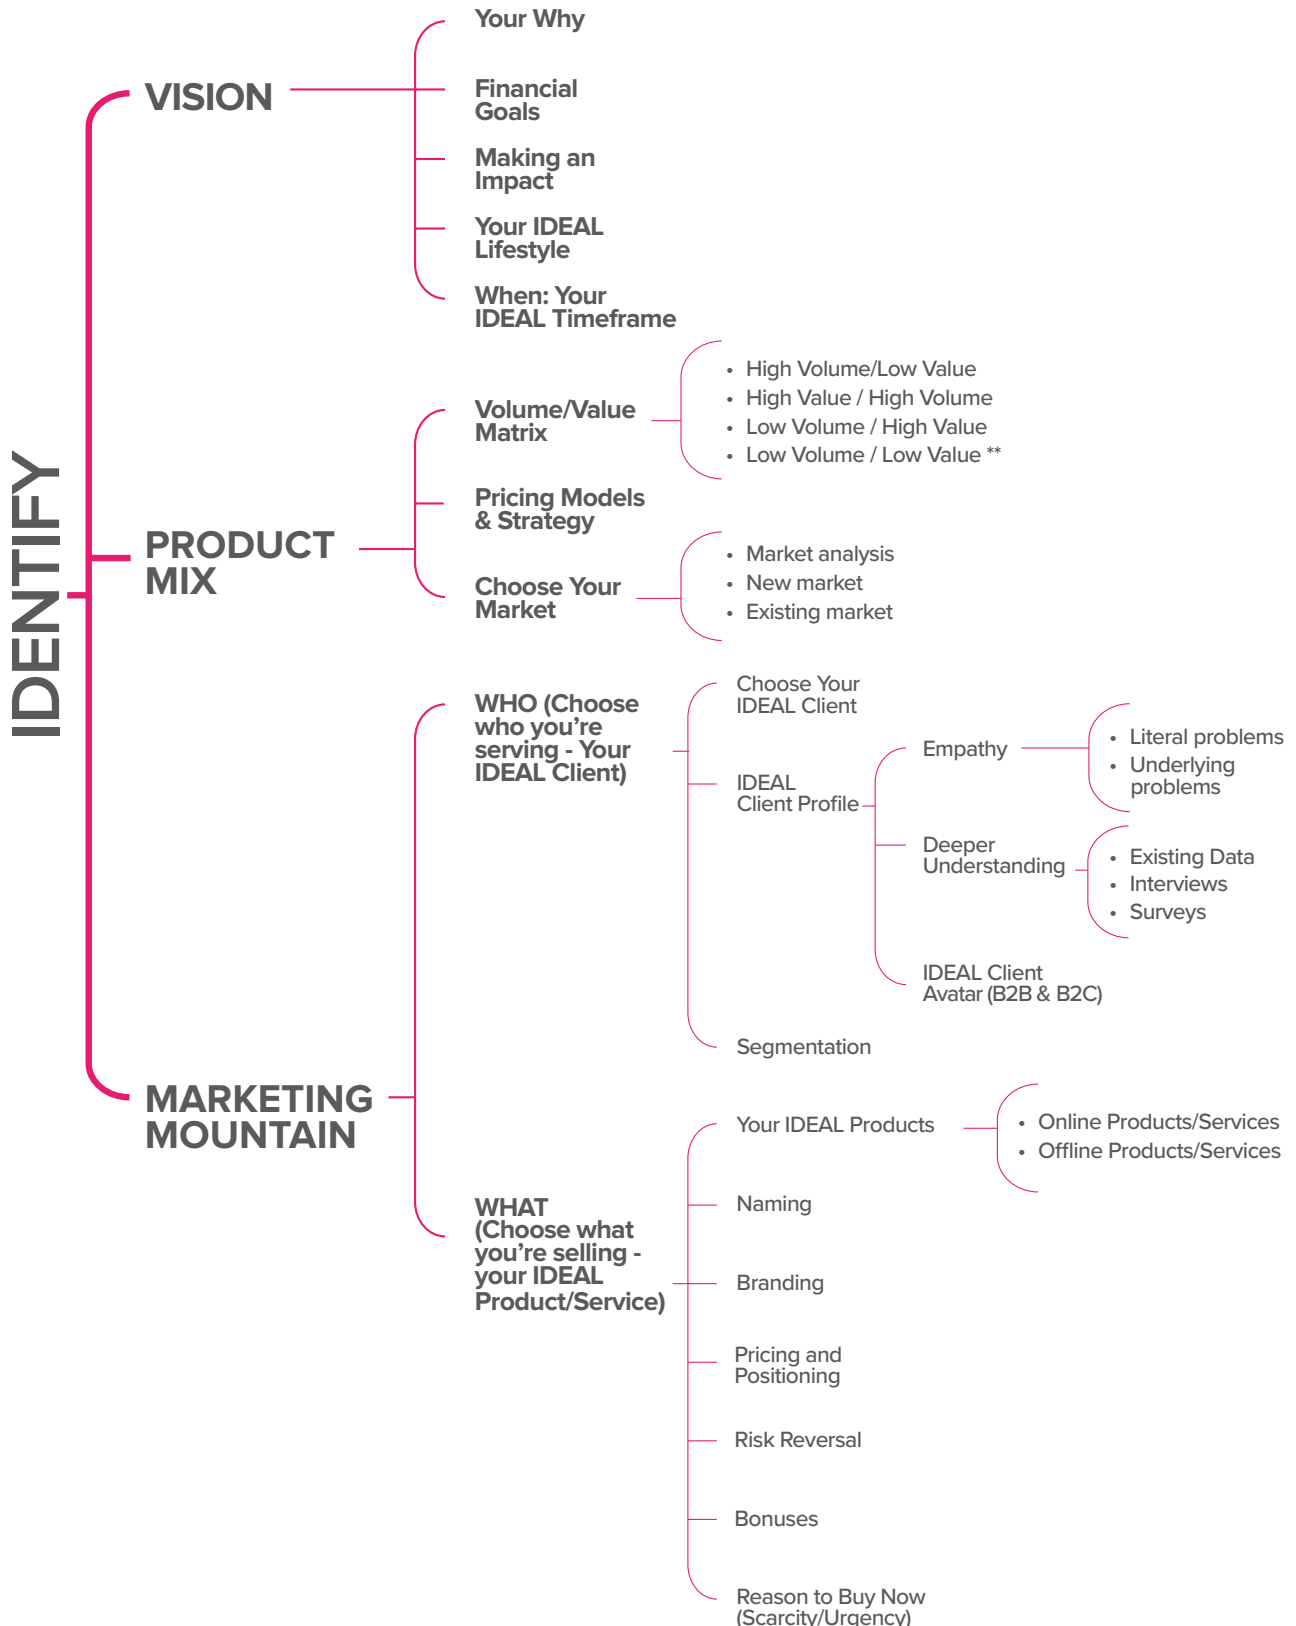 IDENTIFY
VISION
Your Why
Financial
Goals
Making an
Impact
Your IDEAL
Lifestyle
When: Your
IDEAL Timeframe
PRODUCT
MIX
Volume/Value
Matrix
• High Volume/Low Value
• High Value / High Volume
• Low Volume / High Value
• Low Volume / Low Value **
Pricing Models
& Strategy
Choose Your
Market
• Market analysis
• New market
• Existing market
MARKETING
MOUNTAIN
WHO (Choose
who you’re
serving - Your
IDEAL Client)
Choose Your
IDEAL Client
IDEAL
Client Profile
Empathy
• Literal problems
• Underlying
problems
Deeper
Understanding
• Existing Data
• Interviews
• Surveys
IDEAL Client
Avatar (B2B & B2C)
Segmentation
WHAT
(Choose what
you’re selling -
your IDEAL
Product/Service)
Your IDEAL Products
• Online Products/Services
• Offline Products/Services
Naming
Branding
Pricing and
Positioning
Risk Reversal
Bonuses
Reason to Buy Now
(Scarcity/Urgency)